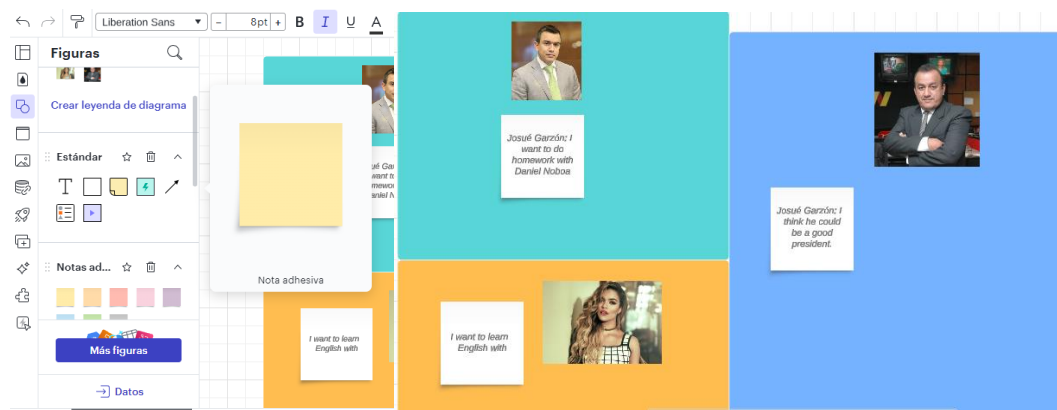 Liberation Sans
- 8pt +
B I U A
Figuras
Crear leyenda de diagrama
Estándar
T
Notas ad...
Más figuras
Datos
Nota adhesiva
I want to learn
English with
Josué Garzón: I
want to do
homework with
Daniel Noboa
I want to learn
English with
Josué Garzón: I
think he could
be a good
president.